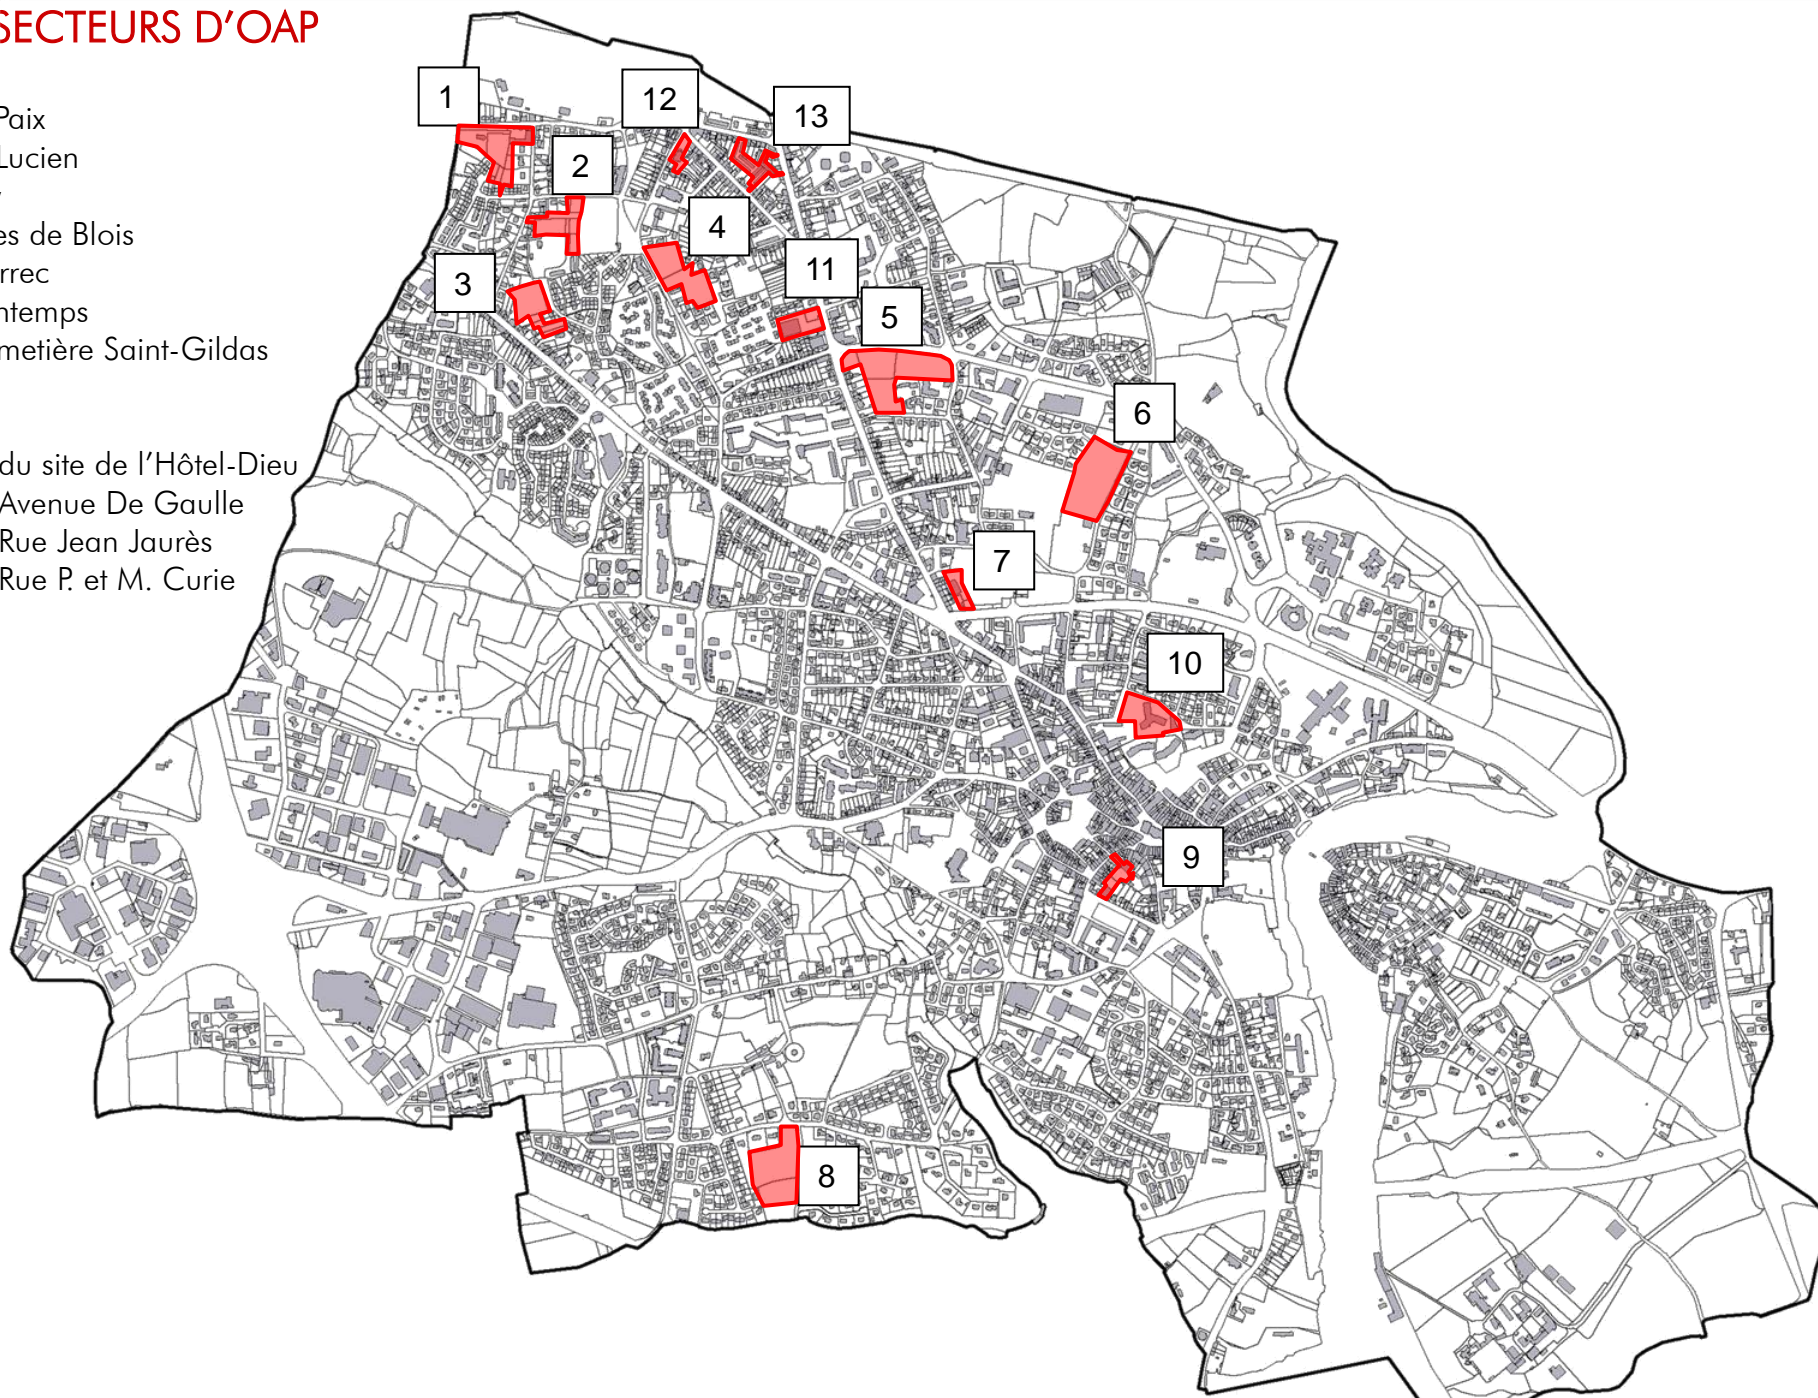 SECTEURS D'OAP
Paix
Lucien
es de Blois
rrec
ntemps
metière Saint-Gildas
du site de l'Hôtel-Dieu
Avenue De Gaulle
Rue Jean Jaurès
Rue P. et M. Curie
1
12
13
2
4
3
11
5
6
7
10
9
8